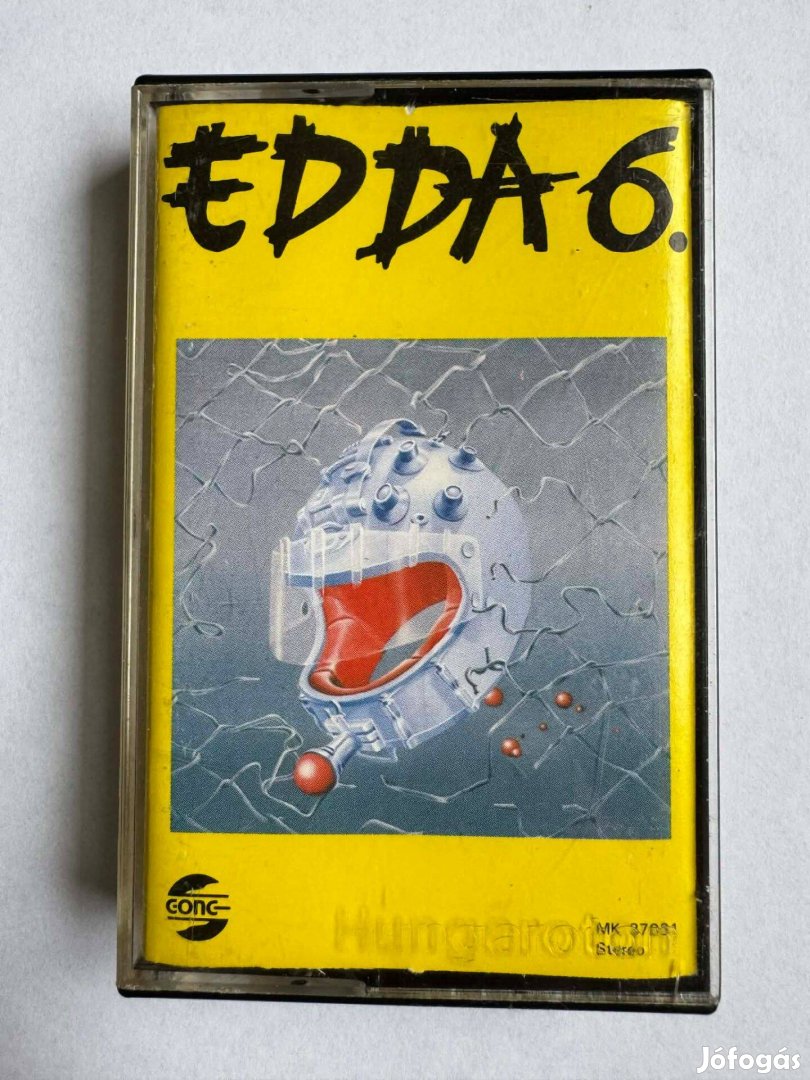 EDDA 6.
GONG
Hungaroton
MK 37031
Stereo
Jófogás